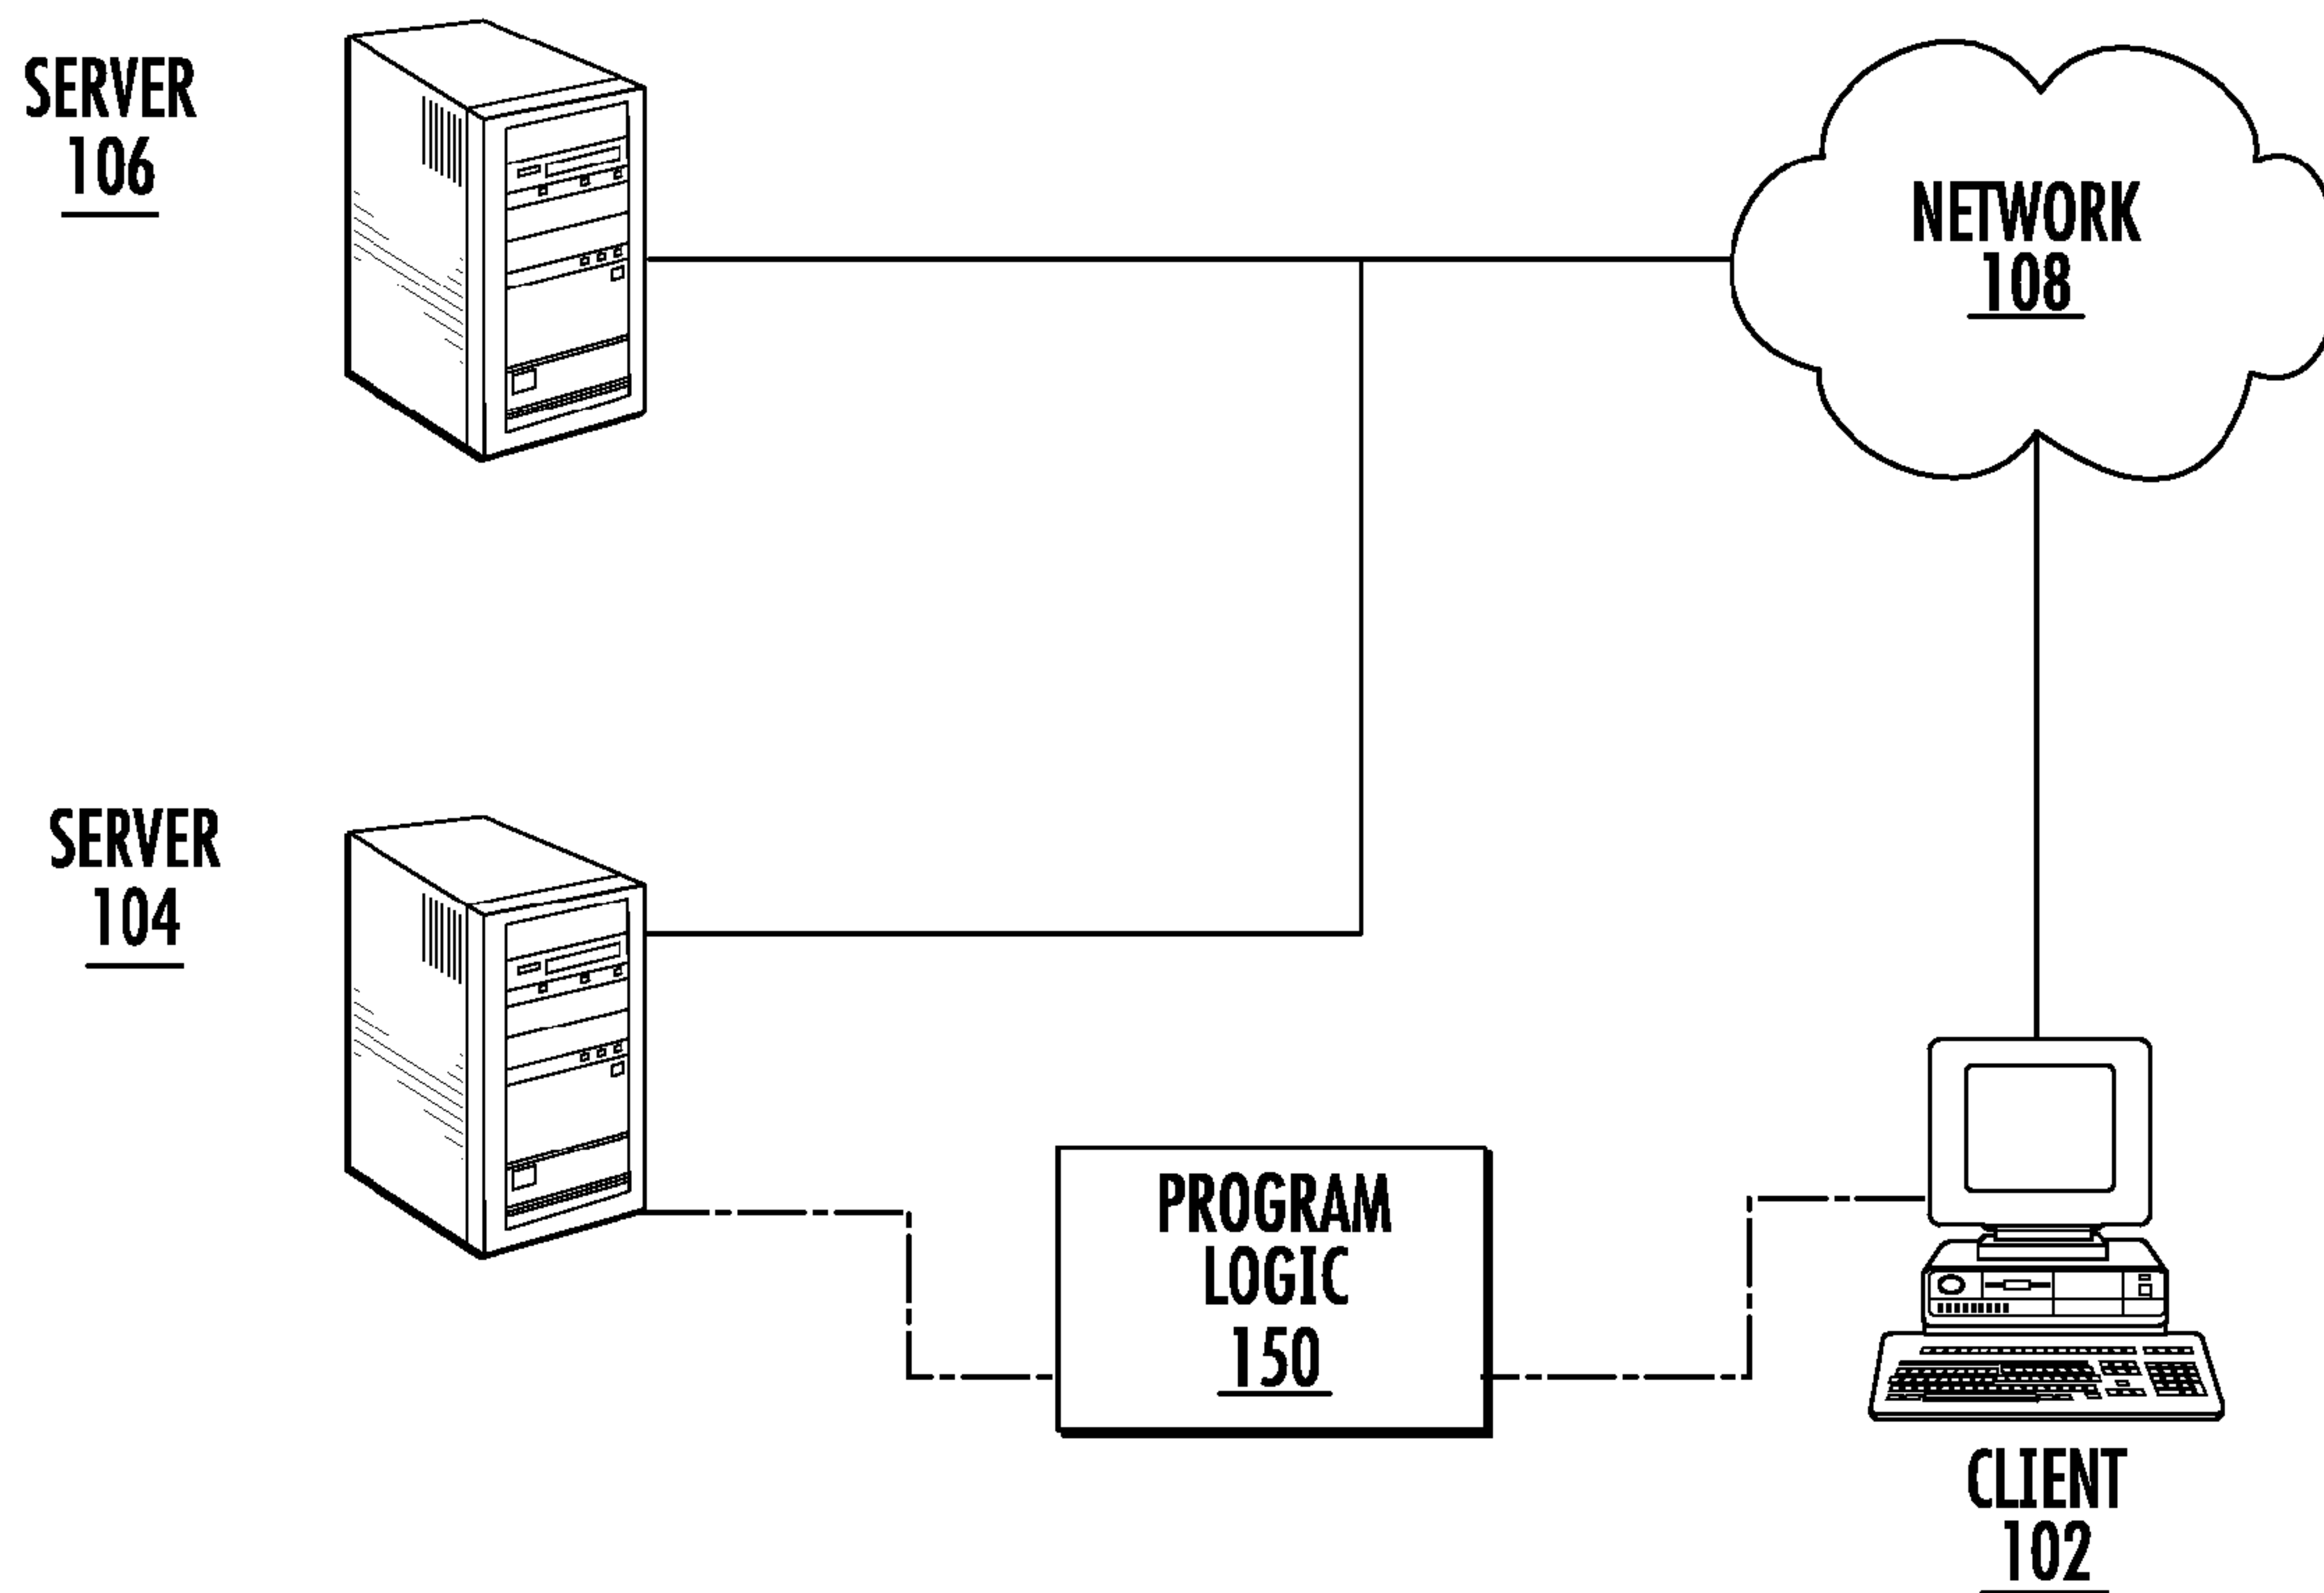 SERVER
106
NETWORK
108
SERVER
104
PROGRAM
LOGIC
150
CLIENT
102